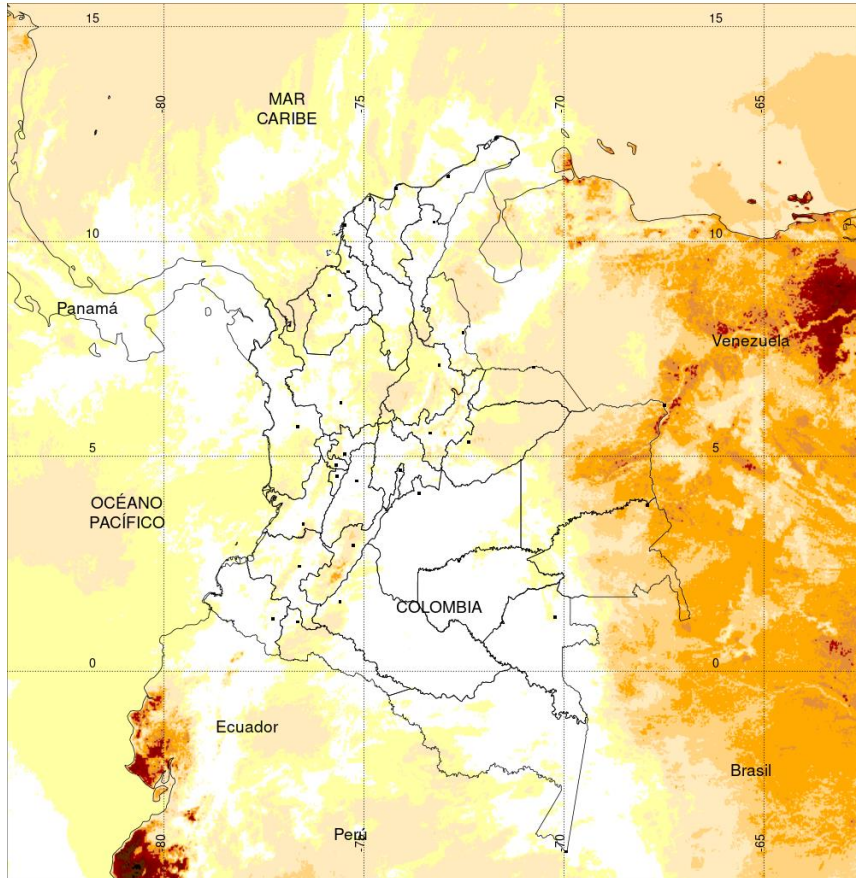 15
-80
-75
-70
-65
MAR
CARIBE
10
10
Panamá
Venezuela
5
5
OCÉANO
PACÍFICO
COLOMBIA
0
0
Ecuador
Brasil
Perú
-80
-75
-70
-65
15